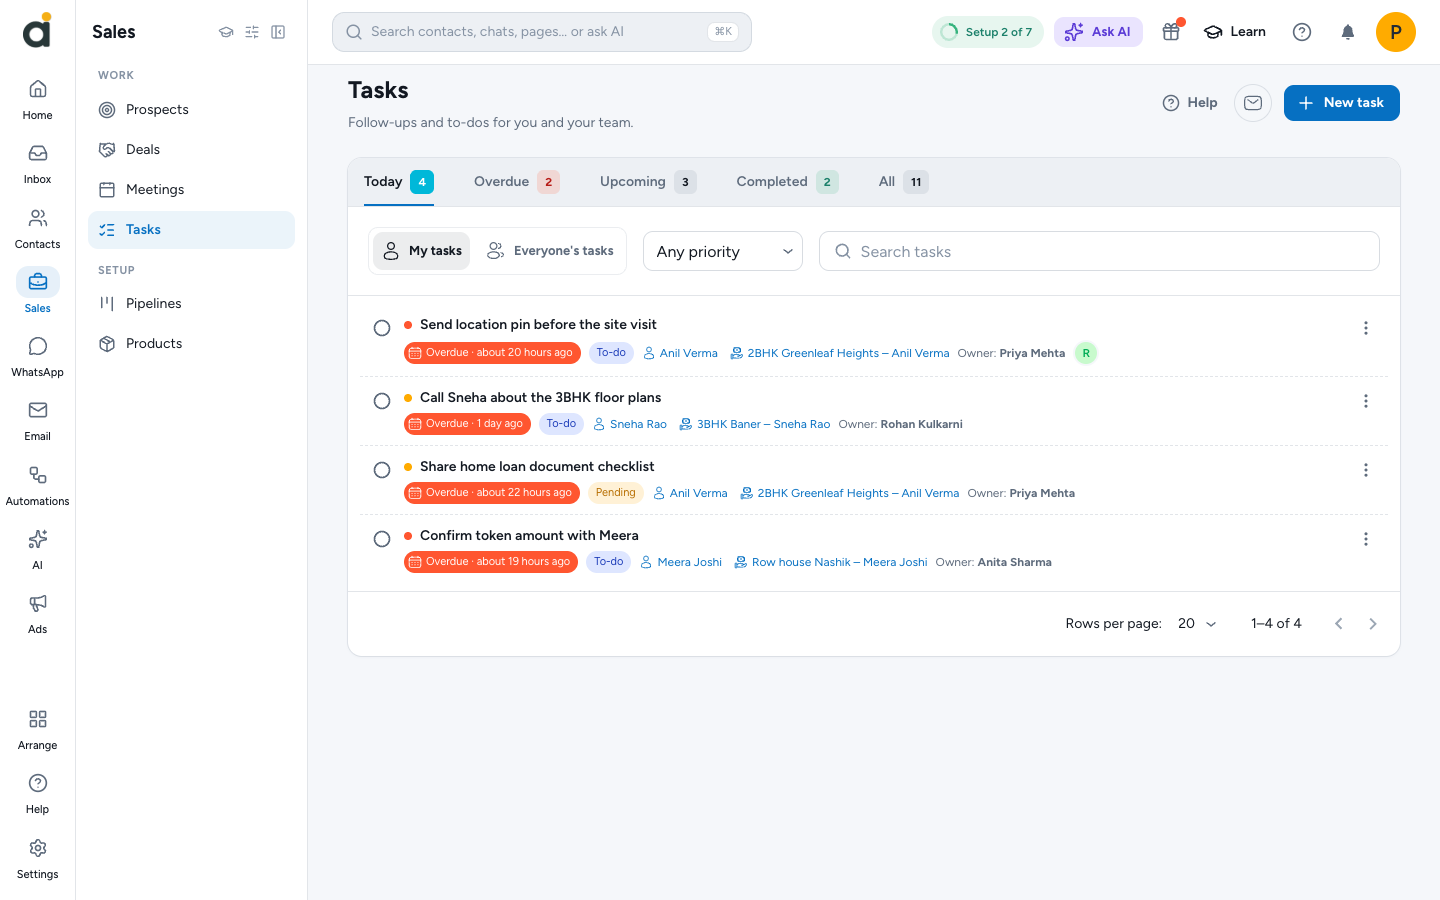 Sales
Search contacts, chats, pages... or ask AI
⌘K
Setup 2 of 7
Ask AI
Learn
P
Home
Inbox
Contacts
Sales
WhatsApp
Email
Automations
AI
Ads
Arrange
Help
Settings
WORK
Prospects
Deals
Meetings
Tasks
SETUP
Pipelines
Products
Tasks
Follow-ups and to-dos for you and your team.
Help
New task
Today 4
Overdue 2
Upcoming 3
Completed 2
All 11
My tasks
Everyone's tasks
Any priority
Search tasks
Send location pin before the site visit
Overdue · about 20 hours ago To-do Anil Verma 2BHK Greenleaf Heights – Anil Verma Owner: Priya Mehta R
Call Sneha about the 3BHK floor plans
Overdue · 1 day ago To-do Sneha Rao 3BHK Baner – Sneha Rao Owner: Rohan Kulkarni
Share home loan document checklist
Overdue · about 22 hours ago Pending Anil Verma 2BHK Greenleaf Heights – Anil Verma Owner: Priya Mehta
Confirm token amount with Meera
Overdue · about 19 hours ago To-do Meera Joshi Row house Nashik – Meera Joshi Owner: Anita Sharma
Rows per page: 20 1–4 of 4